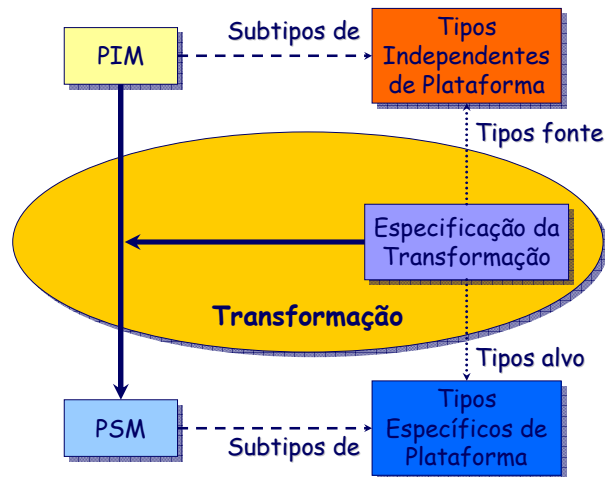 PIM
Subtipos de
Tipos
Independentes
de Plataforma
Tipos fonte
Especificação da
Transformação
Transformação
Tipos alvo
PSM
Subtipos de
Tipos
Específicos de
Plataforma